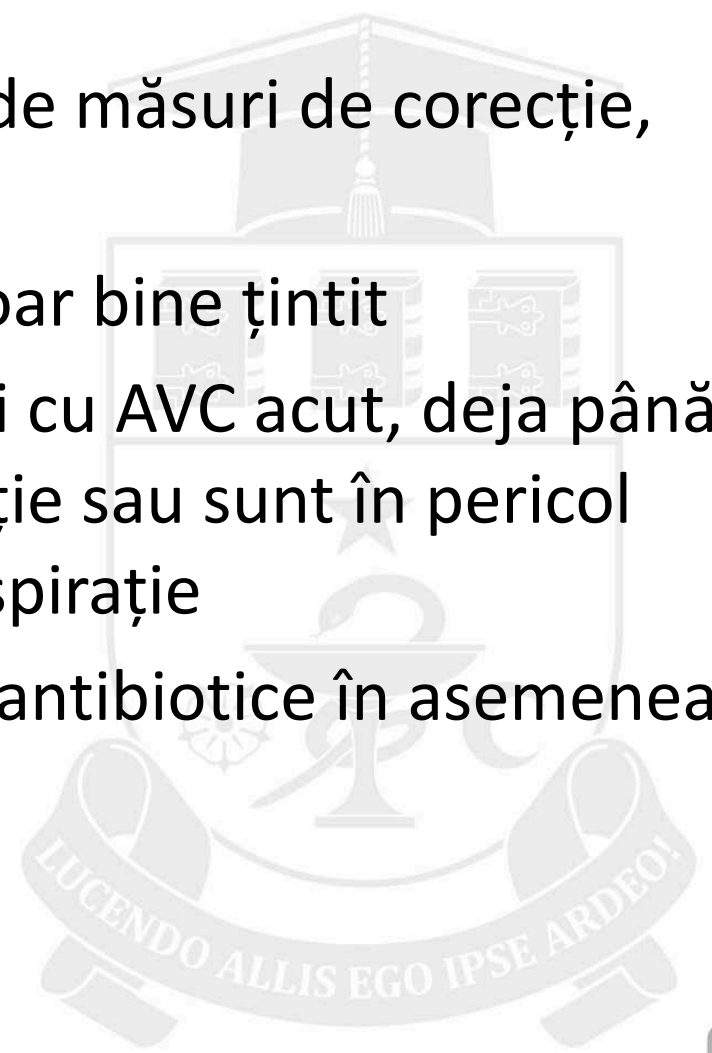 de măsuri de corecție,
oar bine țintit
i cu AVC acut, deja până
ție sau sunt în pericol
spirație
antibiotice în asemenea
LUCENDO ALLIS EGO IPSE ARDEO!